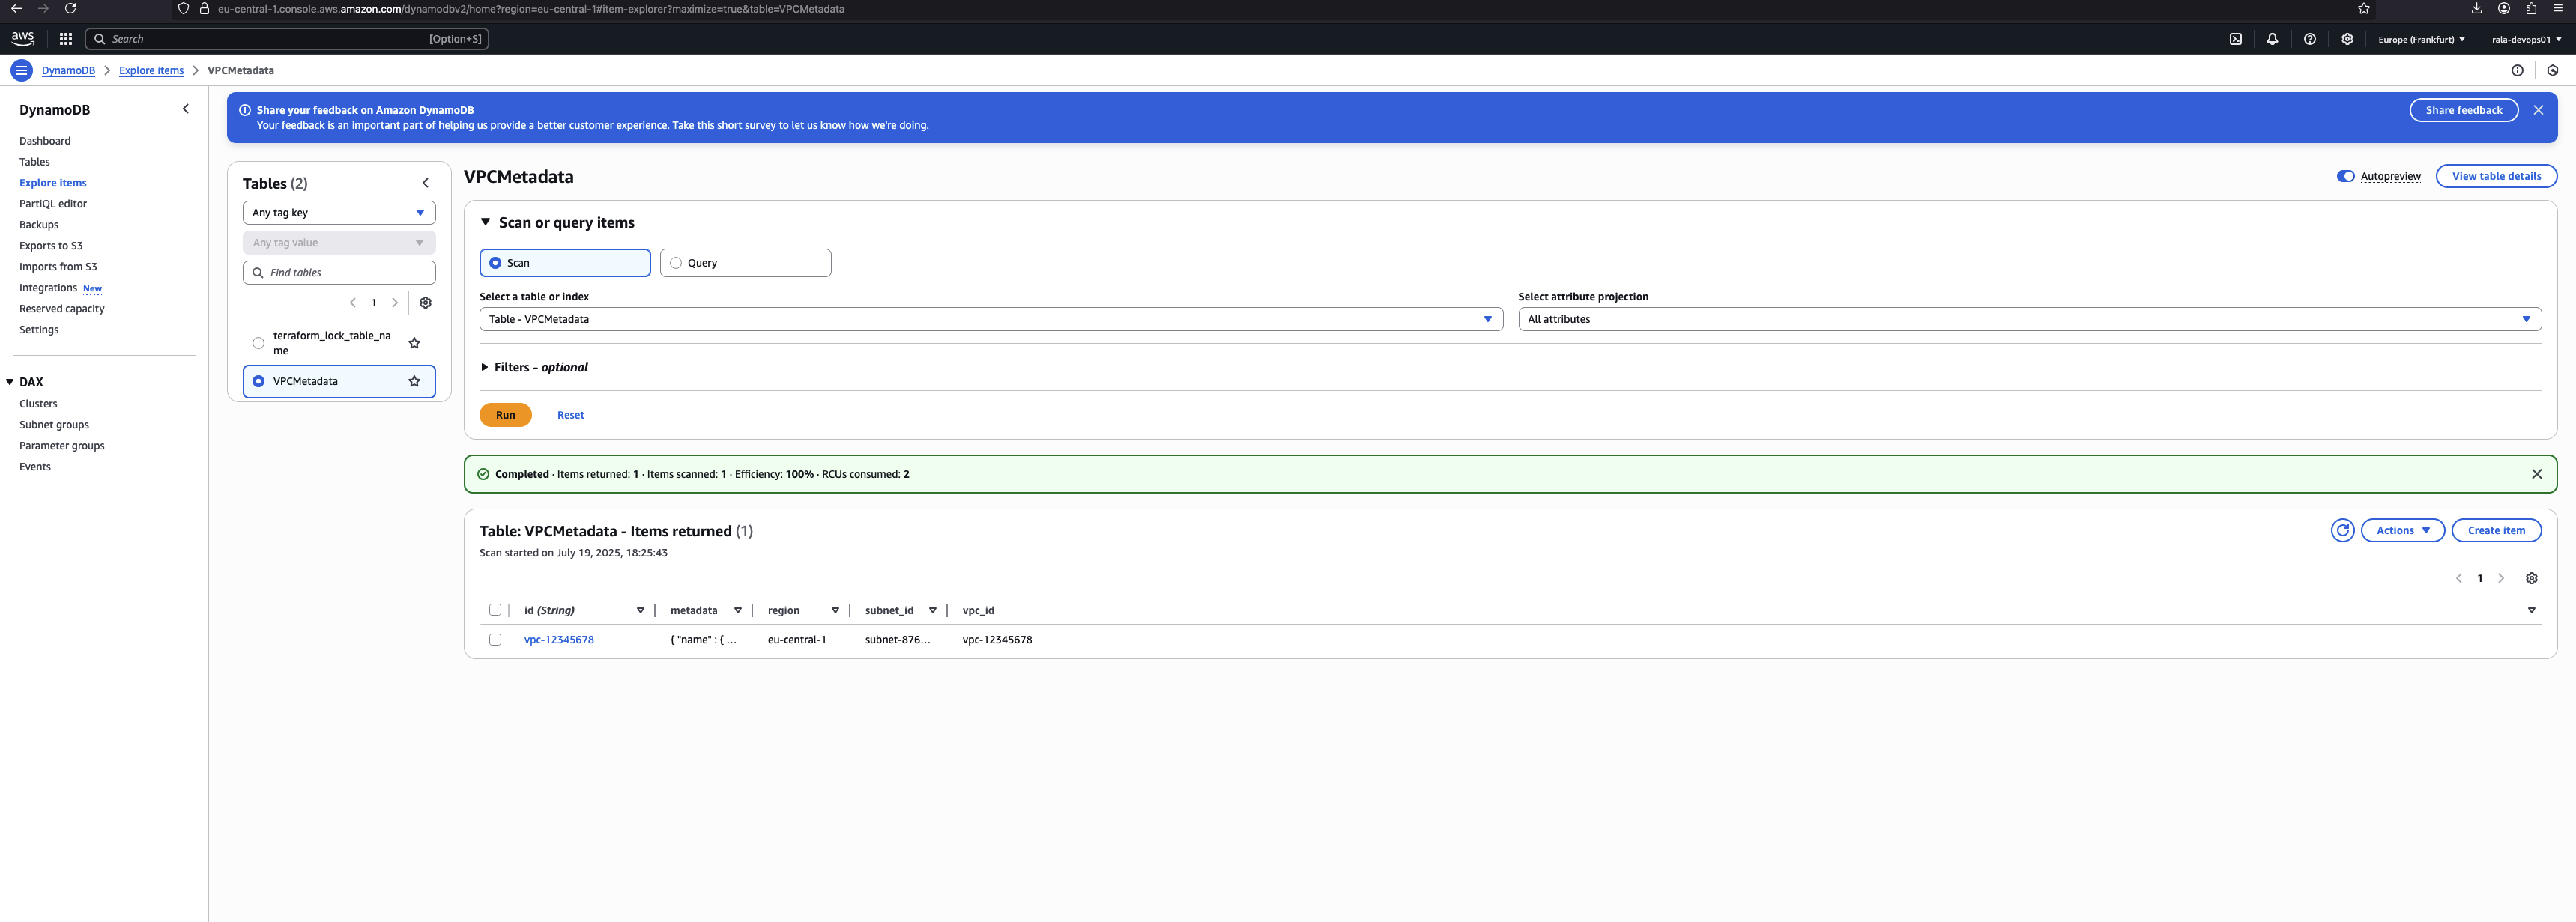 eu-central-1.console.aws.amazon.com/dynamodbv2/home?region=eu-central-1#item-explorer?maximize=true&table=VPCMetadata
aws
Search
[Option+S]
Europe (Frankfurt)
rala-devops01
DynamoDB
Explore items
VPCMetadata
DynamoDB
Dashboard
Tables
Explore items
PartiQL editor
Backups
Exports to S3
Imports from S3
Integrations New
Reserved capacity
Settings
DAX
Clusters
Subnet groups
Parameter groups
Events
Share your feedback on Amazon DynamoDB
Your feedback is an important part of helping us provide a better customer experience. Take this short survey to let us know how we're doing.
Share feedback
Tables (2)
Any tag key
Any tag value
Find tables
1
terraform_lock_table_na
me
VPCMetadata
VPCMetadata
Autopreview
View table details
Scan or query items
Scan
Query
Select a table or index
Table - VPCMetadata
Select attribute projection
All attributes
Filters - optional
Run
Reset
Completed · Items returned: 1 · Items scanned: 1 · Efficiency: 100% · RCUs consumed: 2
Table: VPCMetadata - Items returned (1)
Scan started on July 19, 2025, 18:25:43
Actions
Create item
1
id (String) metadata region subnet_id vpc_id
vpc-12345678 { "name" : { ... eu-central-1 subnet-876... vpc-12345678